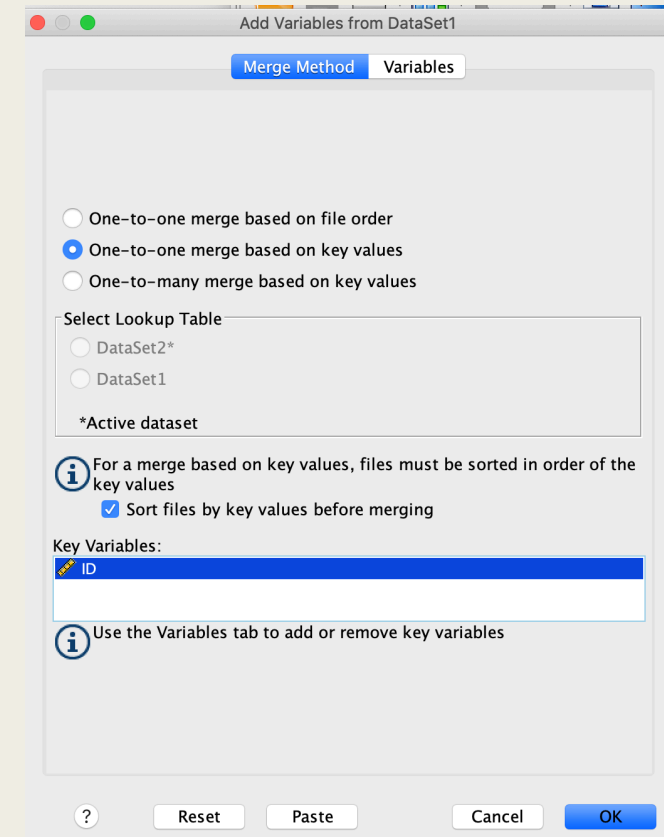 Add Variables from DataSet1
Merge Method Variables
One-to-one merge based on file order
One-to-one merge based on key values
One-to-many merge based on key values
Select Lookup Table
DataSet2*
DataSet1
*Active dataset
For a merge based on key values, files must be sorted in order of the
key values
Sort files by key values before merging
Key Variables:
ID
Use the Variables tab to add or remove key variables
? Reset Paste Cancel OK